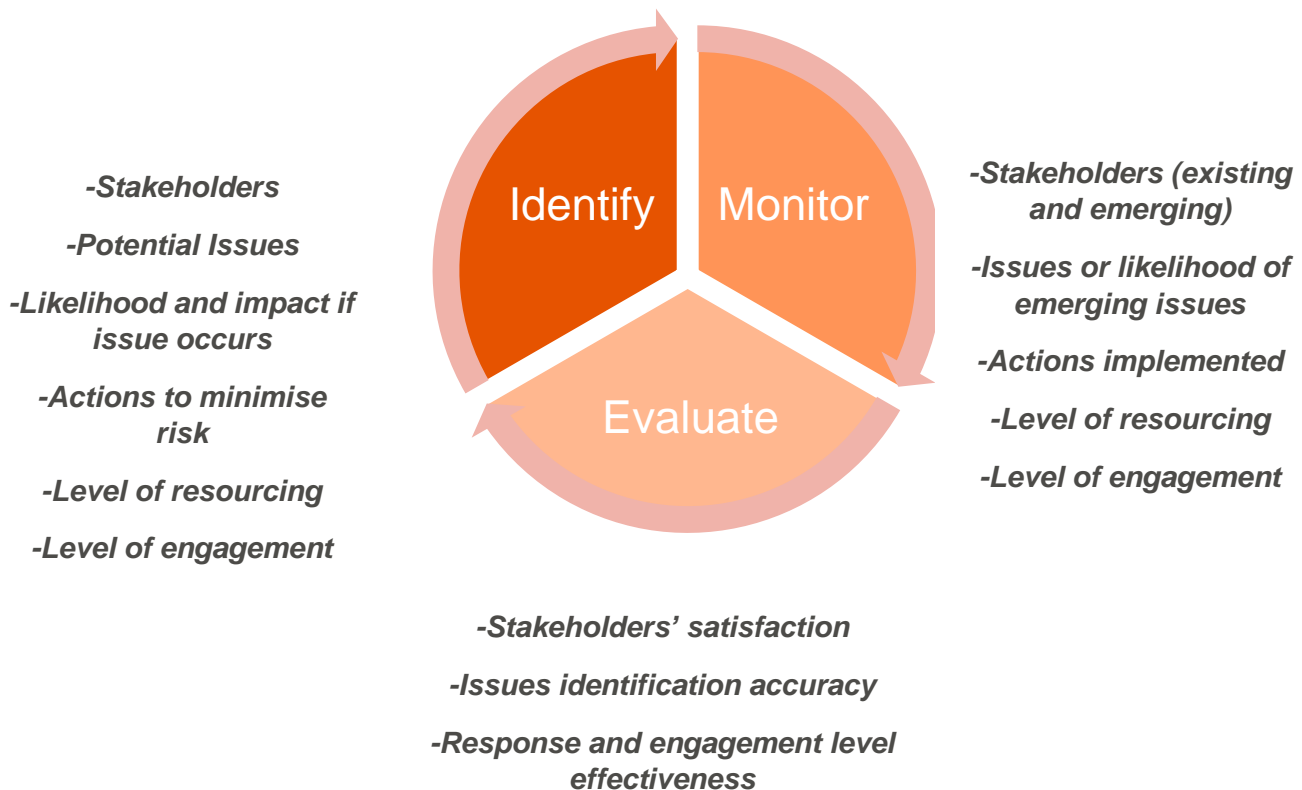 Identify
Monitor
Evaluate
-Stakeholders
-Potential Issues
-Likelihood and impact if
issue occurs
-Actions to minimise
risk
-Level of resourcing
-Level of engagement
-Stakeholders (existing
and emerging)
-Issues or likelihood of
emerging issues
-Actions implemented
-Level of resourcing
-Level of engagement
-Stakeholders’ satisfaction
-Issues identification accuracy
-Response and engagement level
effectiveness